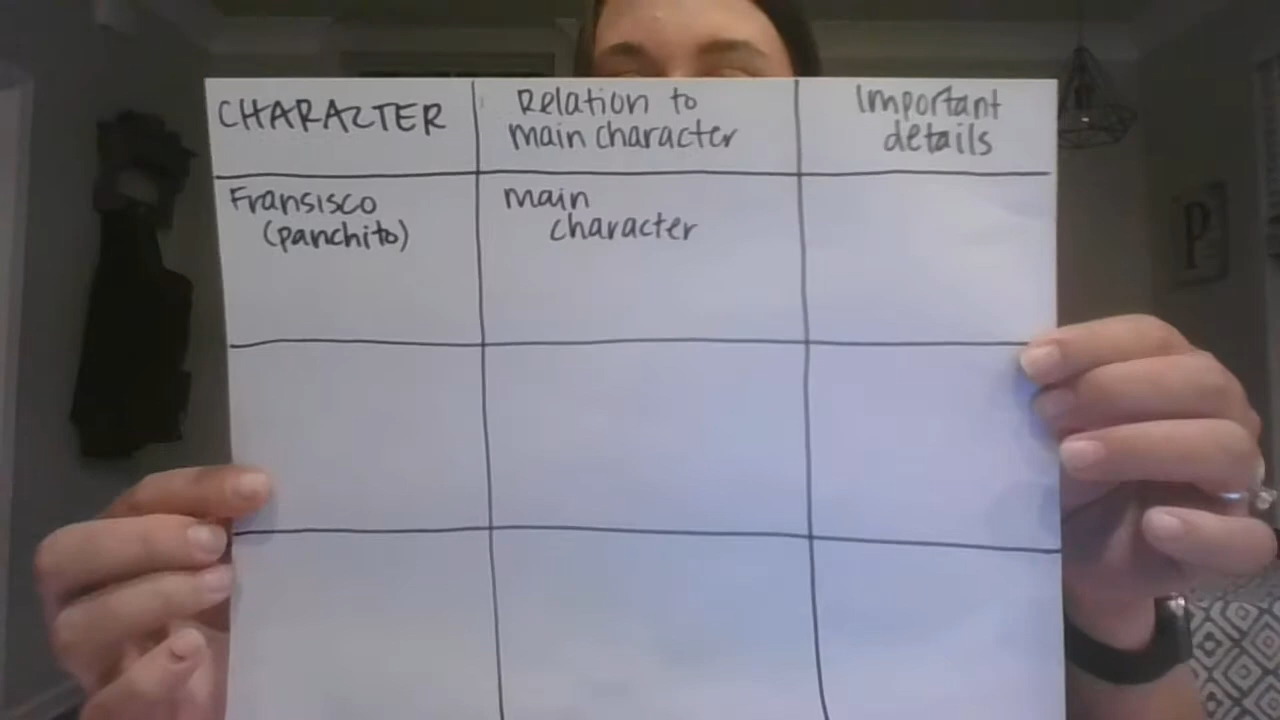 CHARACTER
Relation to
main character
Important
details
Fransisco
(panchito)
main
character
P